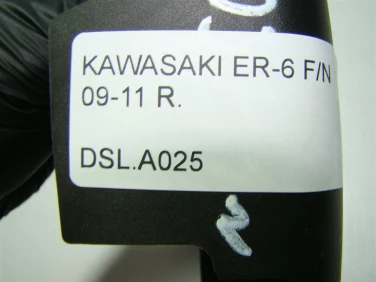 KAWASAKI ER-6 F/N
09-11 R.
DSL.A025